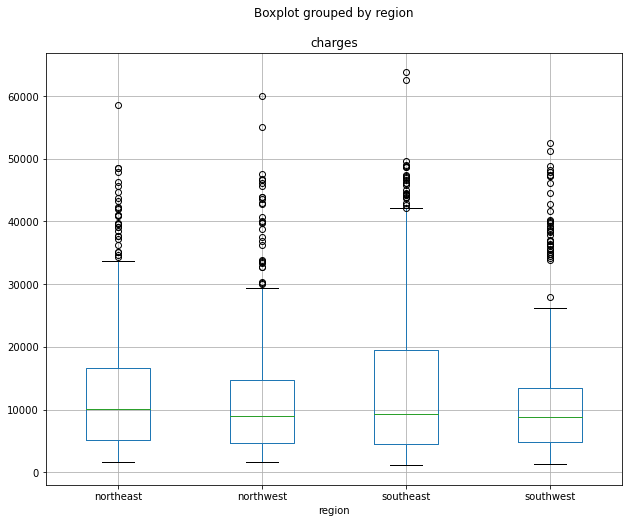 Boxplot grouped by region
charges
60000
50000
40000
30000
20000
10000
0
northeast
northwest
southeast
southwest
region